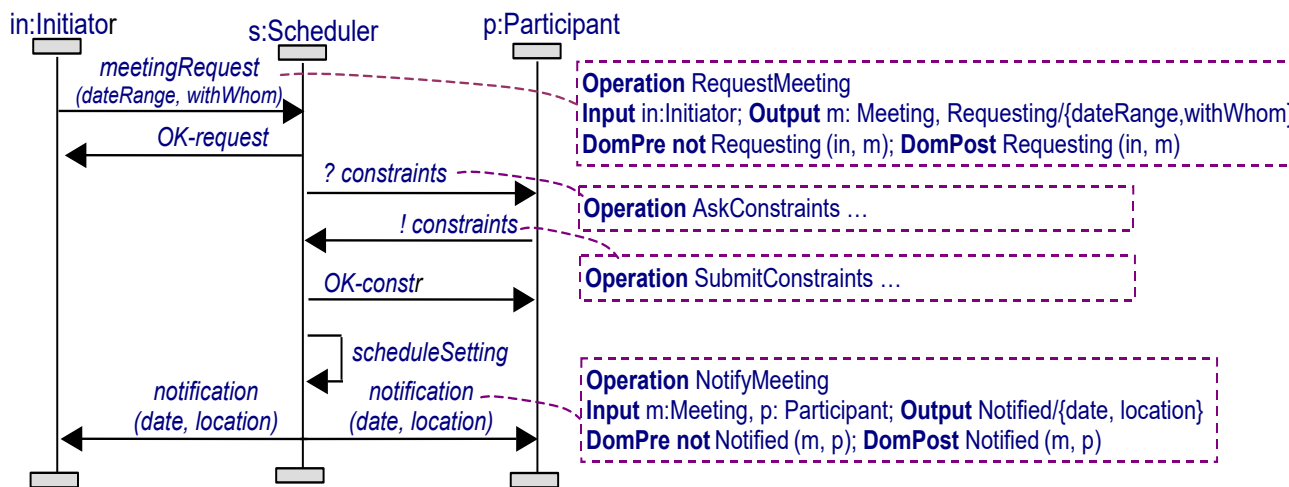 in:Initiator
s:Scheduler
p:Participant
meetingRequest
(dateRange, withWhom)
OK-request
? constraints
! constraints
OK-constr
scheduleSetting
notification
(date, location)
notification
(date, location)
Operation RequestMeeting
Input in:Initiator; Output m: Meeting, Requesting/{dateRange,withWhom}
DomPre not Requesting (in, m); DomPost Requesting (in, m)
Operation AskConstraints …
Operation SubmitConstraints …
Operation NotifyMeeting
Input m:Meeting, p: Participant; Output Notified/{date, location}
DomPre not Notified (m, p); DomPost Notified (m, p)